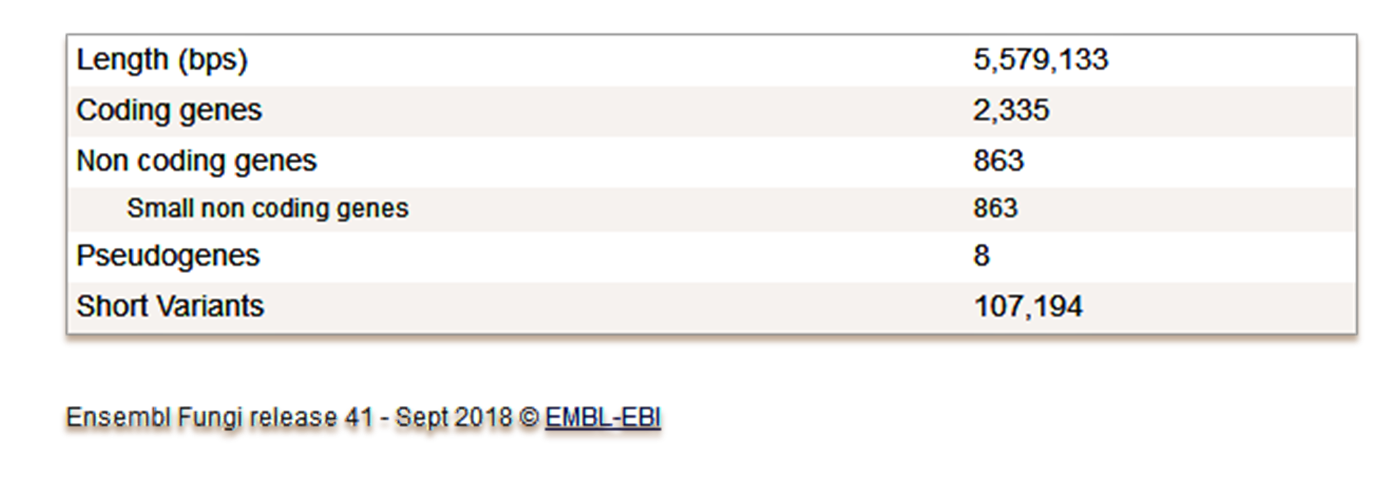 Length (bps) 5,579,133
Coding genes 2,335
Non coding genes 863
Small non coding genes 863
Pseudogenes 8
Short Variants 107,194
Ensembl Fungi release 41 - Sept 2018 © EMBL-EBI